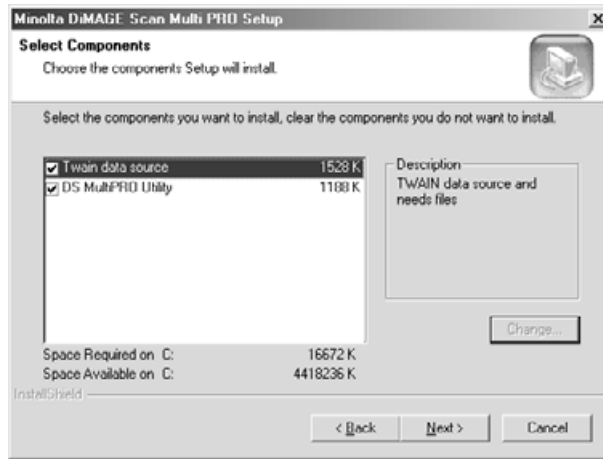 Minolta DiMAGE Scan Multi PRO Setup
Select Components
Choose the components Setup will install.
Select the components you want to install, clear the components you do not want to install.
Twain data source 1528 K
DS MultiPRO Utility 1188 K
Description
TWAIN data source and
needs files
Change...
Space Required on C: 16672 K
Space Available on C: 4418236 K
InstallShield
< Back Next > Cancel